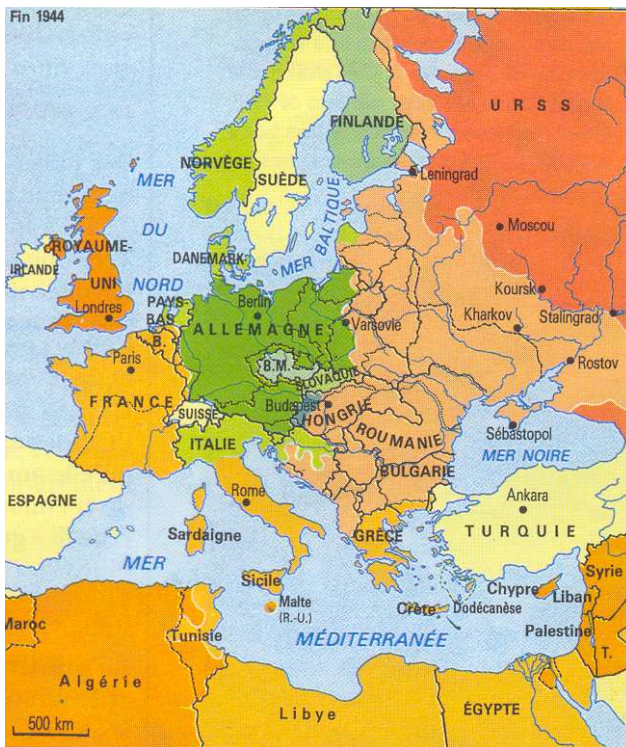 Fin 1944
URSS
FINLANDE
NORVÈGE
Leningrad
SUÈDE
MER
DU
NORD
MER BALTIQUE
Moscou
ROYAUME-
UNI
IRLANDE
DANEMARK
Koursk
Stalingrad
Londres
PAYS
BAS
B.
Berlin
ALLEMAGNE
Varsovie
Kharkov
Rostov
Paris
B.M.
SLOVAQUIE
FRANCE
SUISSE
Budapest
HONGRIE
ROUMANIE
Sébastopol
MER NOIRE
ITALIE
BULGARIE
ESPAGNE
Rome
Ankara
TURQUIE
Sardaigne
GRÈCE
MER
Sicile
Malte
(R.-U.)
Crète
Dodécanèse
Chypre
Syrie
Liban
Maroc
Tunisie
MÉDITERRANÉE
Palestine
T.
Algérie
Libye
ÉGYPTE
500 km